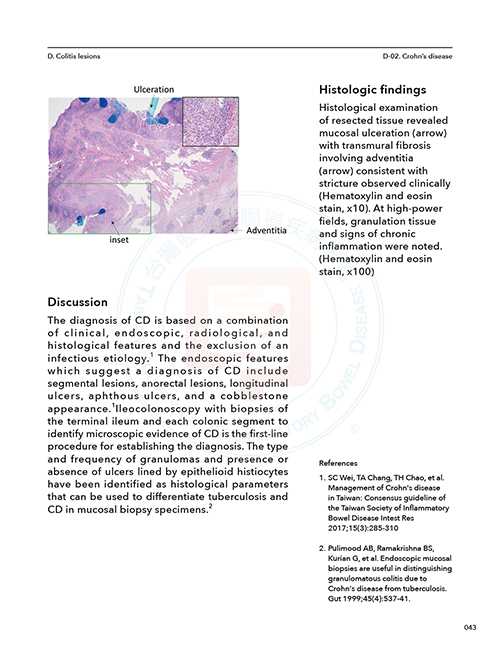 D. Colitis lesions
D-02. Crohn's disease
Ulceration
Adventitia
inset
Histologic findings
Histological examination
of resected tissue revealed
mucosal ulceration (arrow)
with transmural fibrosis
involving adventitia
(arrow) consistent with
stricture observed clinically
(Hematoxylin and eosin
stain, x10). At high-power
fields, granulation tissue
and signs of chronic
inflammation were noted.
(Hematoxylin and eosin
stain, x100)
Discussion
The diagnosis of CD is based on a combination
of clinical, endoscopic, radiological, and
histological features and the exclusion of an
infectious etiology.1 The endoscopic features
which suggest a diagnosis of CD include
segmental lesions, anorectal lesions, longitudinal
ulcers, aphthous ulcers, and a cobblestone
appearance.1Ileocolonoscopy with biopsies of
the terminal ileum and each colonic segment to
identify microscopic evidence of CD is the first-line
procedure for establishing the diagnosis. The type
and frequency of granulomas and presence or
absence of ulcers lined by epithelioid histiocytes
have been identified as histological parameters
that can be used to differentiate tuberculosis and
CD in mucosal biopsy specimens.2
References
1. SC Wei, TA Chang, TH Chao, et al.
Management of Crohn's disease
in Taiwan: Consensus guideline of
the Taiwan Society of Inflammatory
Bowel Disease Intest Res
2017;15(3):285-310
2. Pulimood AB, Ramakrishna BS,
Kurian G, et al. Endoscopic mucosal
biopsies are useful in distinguishing
granulomatous colitis due to
Crohn's disease from tuberculosis.
Gut 1999;45(4):537-41.
043